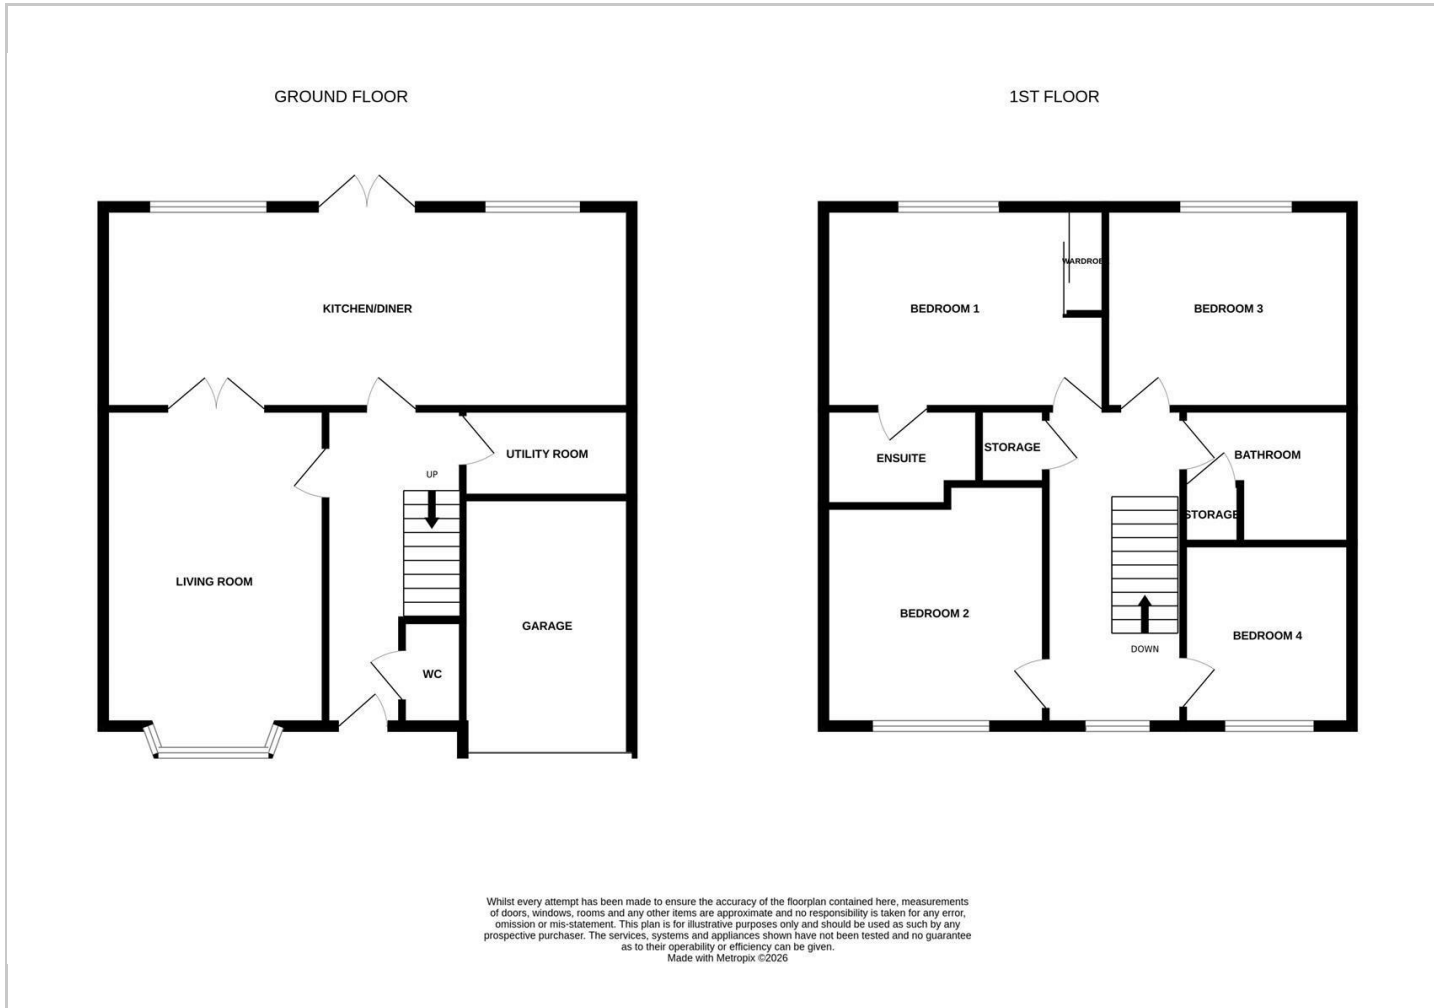 GROUND FLOOR
1ST FLOOR
KITCHEN/DINER
UTILITY ROOM
UP
LIVING ROOM
GARAGE
WC
WARDROBE
BEDROOM 1
BEDROOM 3
STORAGE
ENSUITE
BATHROOM
STORAGE
BEDROOM 2
BEDROOM 4
DOWN
Whilst every attempt has been made to ensure the accuracy of the floorplan contained here, measurements
of doors, windows, rooms and any other items are approximate and no responsibility is taken for any error,
omission or mis-statement. This plan is for illustrative purposes only and should be used as such by any
prospective purchaser. The services, systems and appliances shown have not been tested and no guarantee
as to their operability or efficiency can be given.
Made with Metropix ©2026